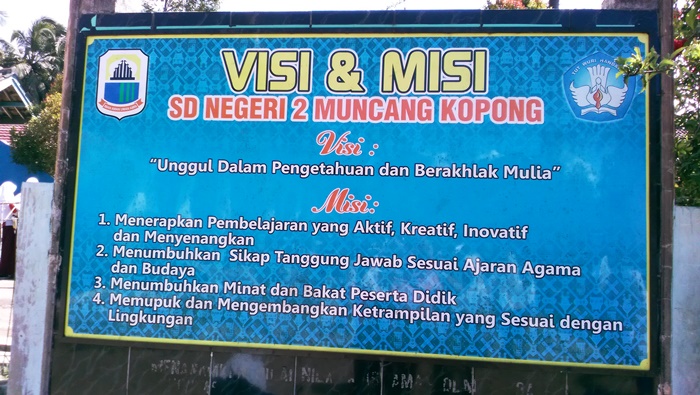 VISI & MISI
SD NEGERI 2 MUNCANG KOPONG
Visi :
"Unggul Dalam Pengetahuan dan Berakhlak Mulia"
Misi :
1. Menerapkan Pembelajaran yang Aktif, Kreatif, Inovatif
dan Menyenangkan
2. Menumbuhkan Sikap Tanggung Jawab Sesuai Ajaran Agama
dan Budaya
3. Menumbuhkan Minat dan Bakat Peserta Didik
4. Memupuk dan Mengembangkan Ketrampilan yang Sesuai dengan
Lingkungan